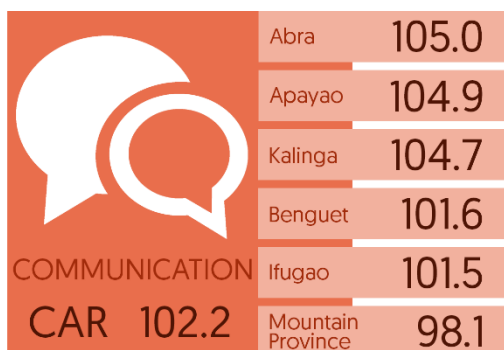 COMMUNICATION
CAR 102.2
Abra 105.0
Apayao 104.9
Kalinga 104.7
Benguet 101.6
Ifugao 101.5
Mountain
Province 98.1